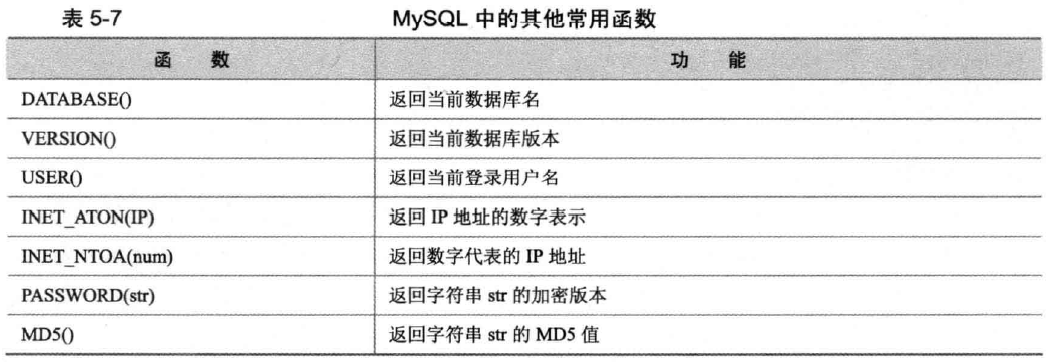 表 5-7 MySQL 中的其他常用函数
函 数 功 能
DATABASE() 返回当前数据库名
VERSION() 返回当前数据库版本
USER() 返回当前登录用户名
INET_ATON(IP) 返回 IP 地址的数字表示
INET_NTOA(num) 返回数字代表的 IP 地址
PASSWORD(str) 返回字符串 str 的加密版本
MD5() 返回字符串 str 的 MD5 值